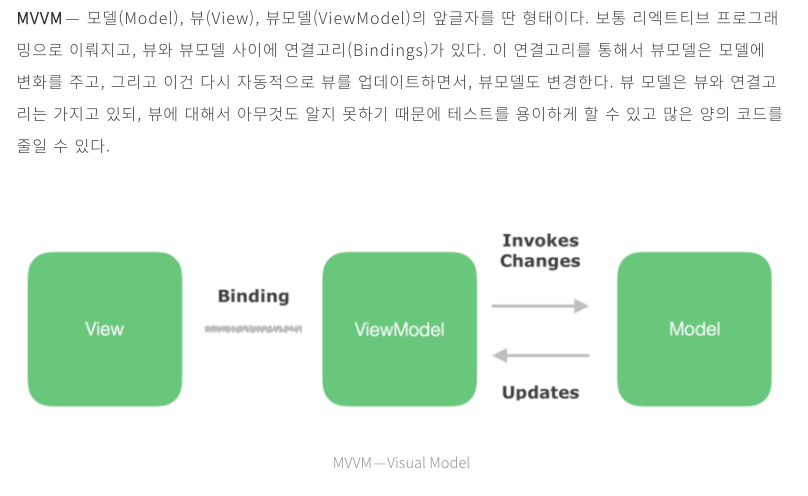 MVVM — 모델(Model), 뷰(View), 뷰모델(ViewModel)의 앞글자를 딴 형태이다. 보통 리엑트티브 프로그래
밍으로 이뤄지고, 뷰와 뷰모델 사이에 연결고리(Bindings)가 있다. 이 연결고리를 통해서 뷰모델은 모델에
변화를 주고, 그리고 이건 다시 자동적으로 뷰를 업데이트하면서, 뷰모델도 변경한다. 뷰 모델은 뷰와 연결고
리는 가지고 있되, 뷰에 대해서 아무것도 알지 못하기 때문에 테스트를 용이하게 할 수 있고 많은 양의 코드를
줄일 수 있다.
Invokes
Changes
Binding
View
ViewModel
Model
Updates
MVVM — Visual Model